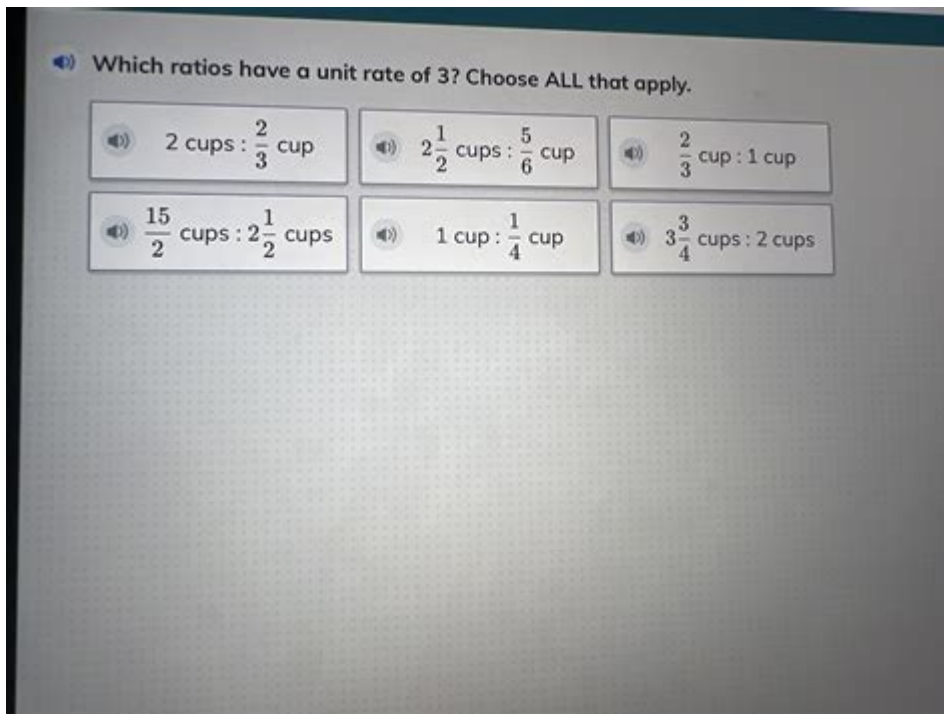 Which ratios have a unit rate of 3? Choose ALL that apply.
2 cups : 2/3 cup
2 1/2 cups : 5/6 cup
2/3 cup : 1 cup
15/2 cups : 2 1/2 cups
1 cup : 1/4 cup
3 3/4 cups : 2 cups